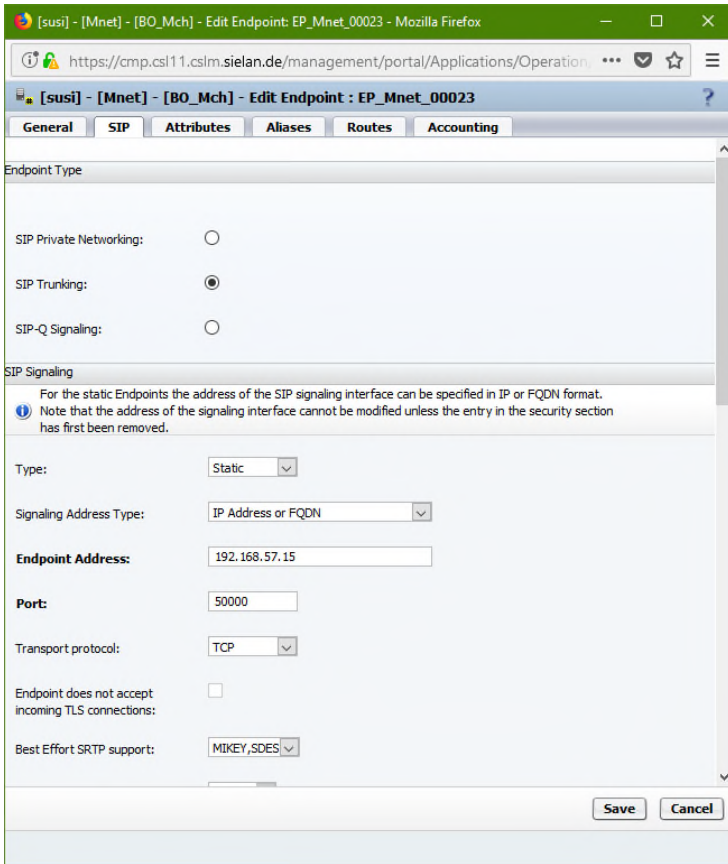 [susi] - [Mnet] - [BO_Mch] - Edit Endpoint: EP_Mnet_00023 - Mozilla Firefox
https://cmp.csl11.cslm.sielan.de/management/portal/Applications/Operation
[susi] - [Mnet] - [BO_Mch] - Edit Endpoint : EP_Mnet_00023 ?
General SIP Attributes Aliases Routes Accounting
Endpoint Type
SIP Private Networking:
SIP Trunking:
SIP-Q Signaling:
SIP Signaling
For the static Endpoints the address of the SIP signaling interface can be specified in IP or FQDN format.
Note that the address of the signaling interface cannot be modified unless the entry in the security section
has first been removed.
Type: Static
Signaling Address Type: IP Address or FQDN
Endpoint Address: 192.168.57.15
Port: 50000
Transport protocol: TCP
Endpoint does not accept
incoming TLS connections:
Best Effort SRTP support: MIKEY,SDES
Save Cancel